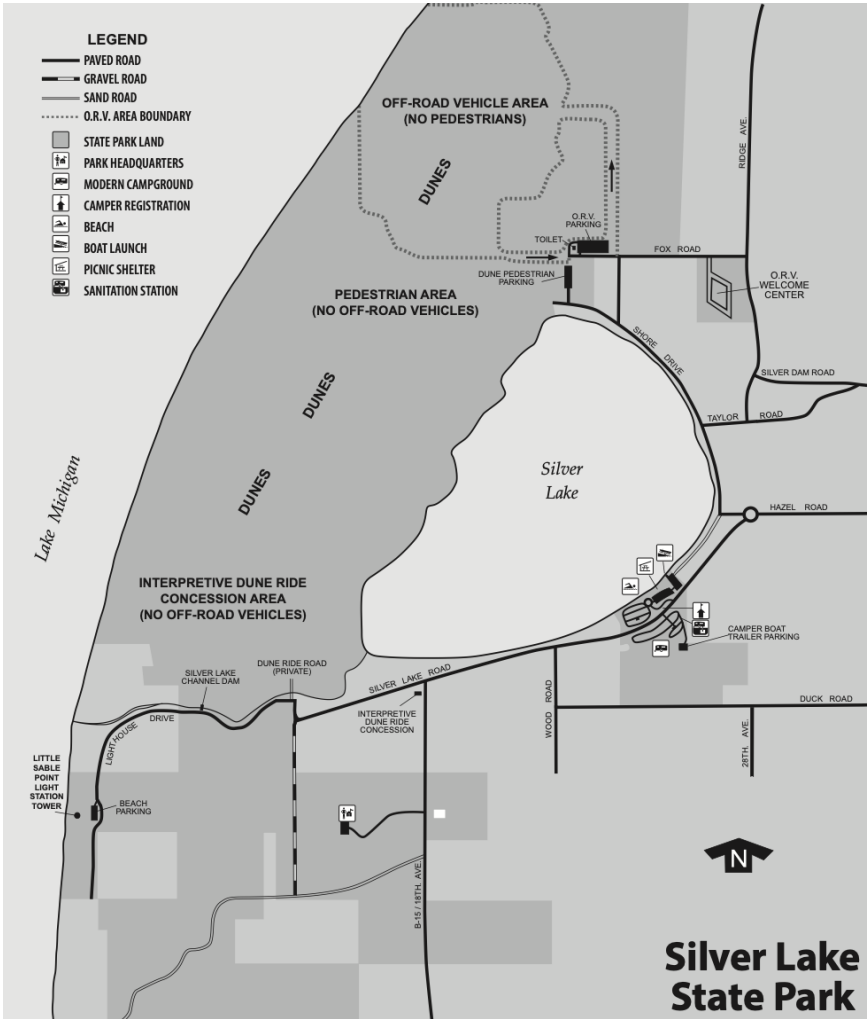 LEGEND
PAVED ROAD
GRAVEL ROAD
SAND ROAD
O.R.V. AREA BOUNDARY
STATE PARK LAND
PARK HEADQUARTERS
MODERN CAMPGROUND
CAMPER REGISTRATION
BEACH
BOAT LAUNCH
PICNIC SHELTER
SANITATION STATION
OFF-ROAD VEHICLE AREA
(NO PEDESTRIANS)
DUNES
RIDGE AVE.
O.R.V.
PARKING
TOILET
FOX ROAD
DUNE PEDESTRIAN
PARKING
O.R.V.
WELCOME
CENTER
PEDESTRIAN AREA
(NO OFF-ROAD VEHICLES)
SHORE DRIVE
SILVER DAM ROAD
DUNES
TAYLOR ROAD
Silver
Lake
DUNES
Lake Michigan
HAZEL ROAD
INTERPRETIVE DUNE RIDE
CONCESSION AREA
(NO OFF-ROAD VEHICLES)
CAMPER BOAT
TRAILER PARKING
DUNE RIDE ROAD
(PRIVATE)
SILVER LAKE
CHANNEL DAM
SILVER LAKE ROAD
WOOD ROAD
DUCK ROAD
LIGHT HOUSE DRIVE
INTERPRETIVE
DUNE RIDE
CONCESSION
28TH. AVE.
LITTLE
SABLE
POINT
LIGHT
STATION
TOWER
BEACH
PARKING
B-15 / 18TH. AVE.
N
Silver Lake
State Park